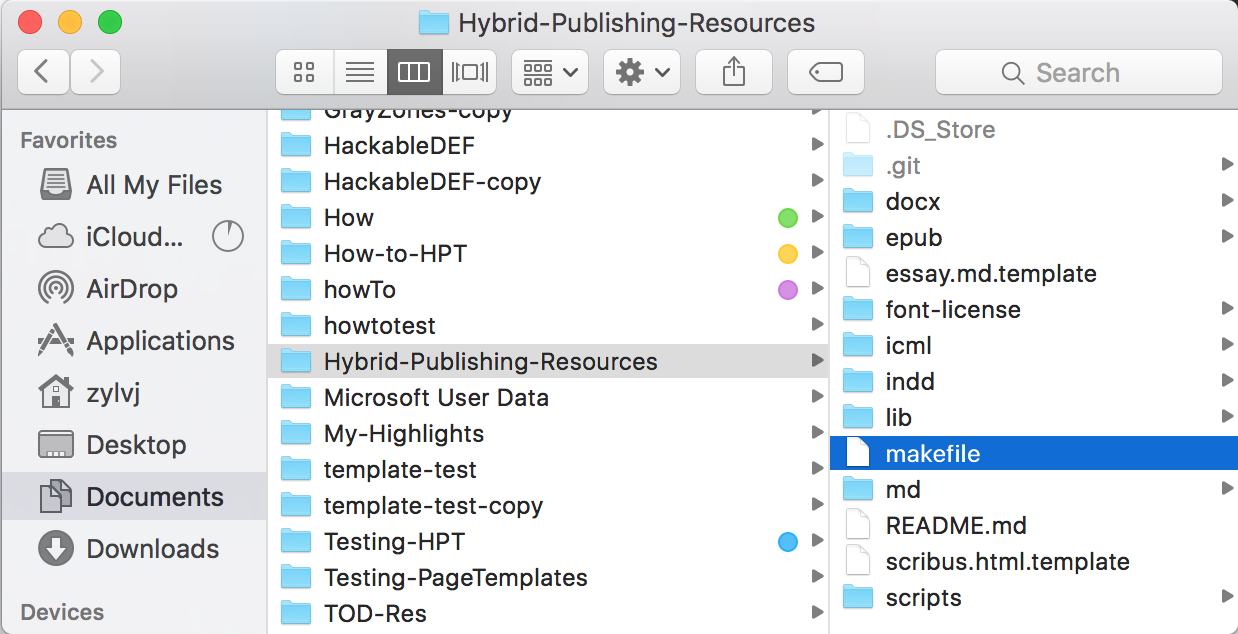 Hybrid-Publishing-Resources
Search
Favorites
All My Files
iCloud...
AirDrop
Applications
zylvj
Desktop
Documents
Downloads
Devices
GrayZones-copy
HackableDEF
HackableDEF-copy
How
How-to-HPT
howTo
howtotest
Hybrid-Publishing-Resources
Microsoft User Data
My-Highlights
template-test
template-test-copy
Testing-HPT
Testing-PageTemplates
TOD-Res
.DS_Store
.git
docx
epub
essay.md.template
font-license
icml
indd
lib
makefile
md
README.md
scribus.html.template
scripts